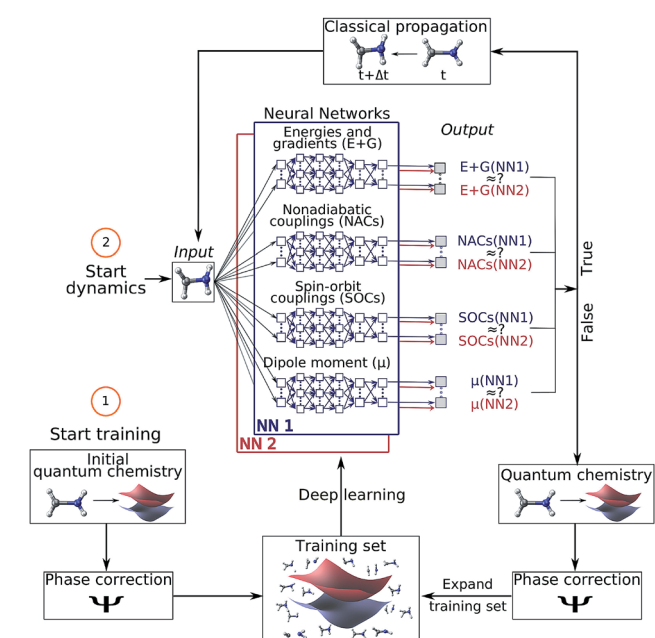 Classical propagation
t+Δt
t
Neural Networks
Output
Energies and
gradients (E+G)
E+G(NN1)
≈?
E+G(NN2)
Nonadiabatic
couplings (NACs)
NACs(NN1)
≈?
NACs(NN2)
Spin-orbit
couplings (SOCs)
SOCs(NN1)
≈?
SOCs(NN2)
Dipole moment (μ)
μ(NN1)
≈?
μ(NN2)
NN 1
NN 2
True
False
2
Start
dynamics
Input
1
Start training
Initial
quantum chemistry
Phase correction
Ψ
Deep learning
Training set
Quantum chemistry
Phase correction
Ψ
Expand
training set